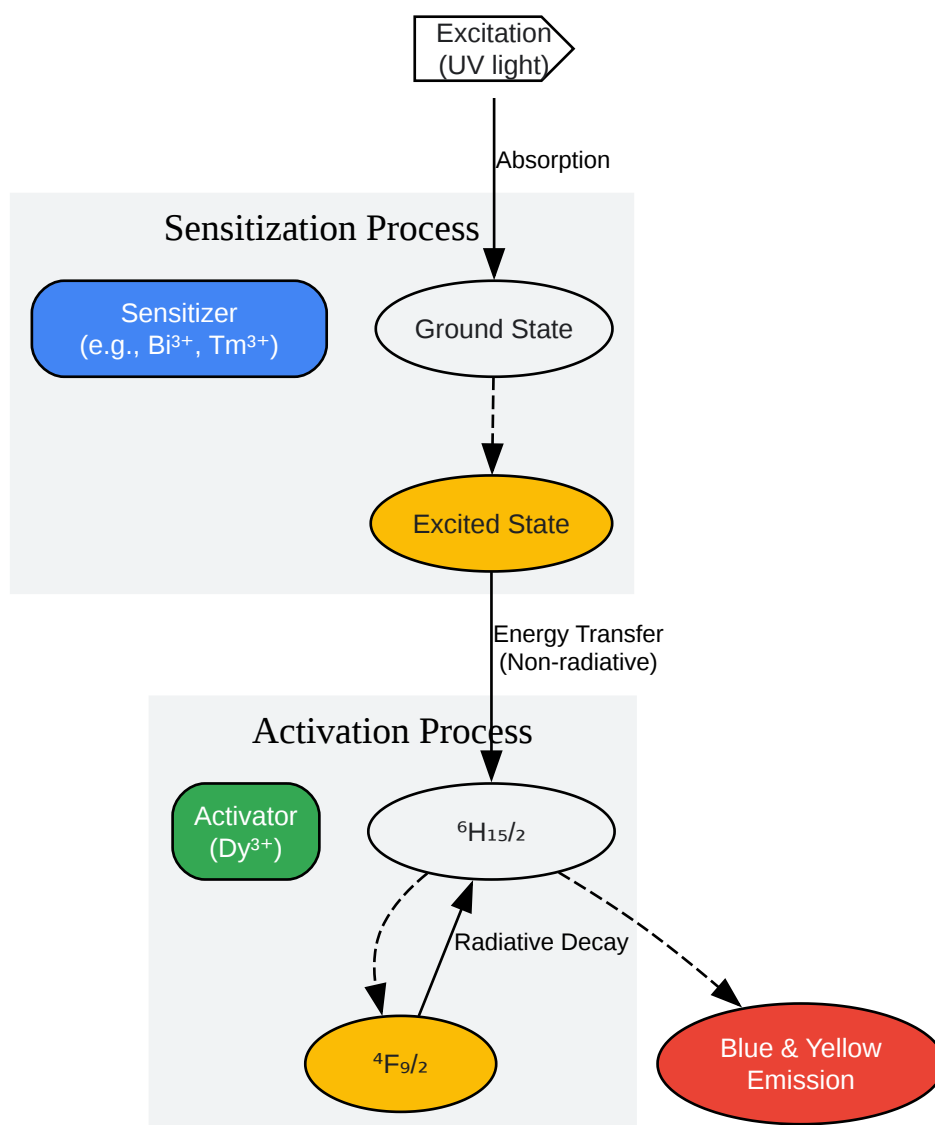 Excitation
(UV light)
Absorption
Sensitization Process
Sensitizer
(e.g., Bi³⁺, Tm³⁺)
Ground State
Excited State
Energy Transfer
(Non-radiative)
Activation Process
Activator
(Dy³⁺)
⁶H₁₅/₂
Radiative Decay
⁴F₉/₂
Blue & Yellow
Emission